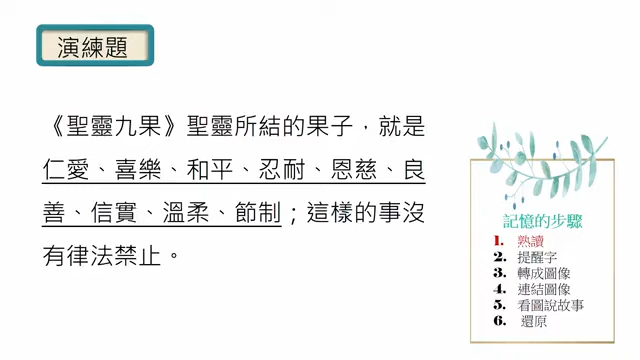 演練題
《聖靈九果》聖靈所結的果子，就是
仁愛、喜樂、和平、忍耐、恩慈、良
善、信實、溫柔、節制；這樣的事沒
有律法禁止。
記憶的步驟
1. 熟讀
2. 提醒字
3. 轉成圖像
4. 連結圖像
5. 看圖說故事
6. 還原